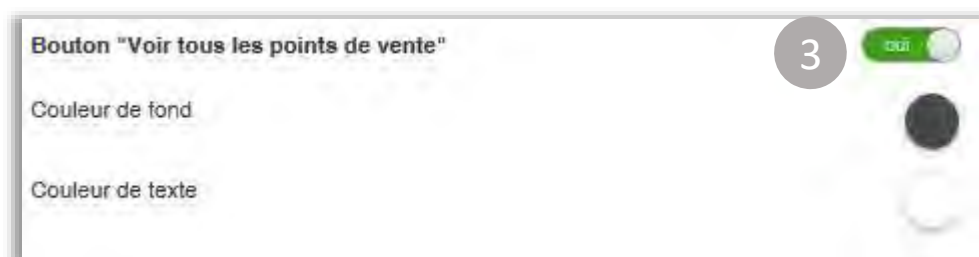 Bouton "Voir tous les points de vente" 3 oui
Couleur de fond
Couleur de texte